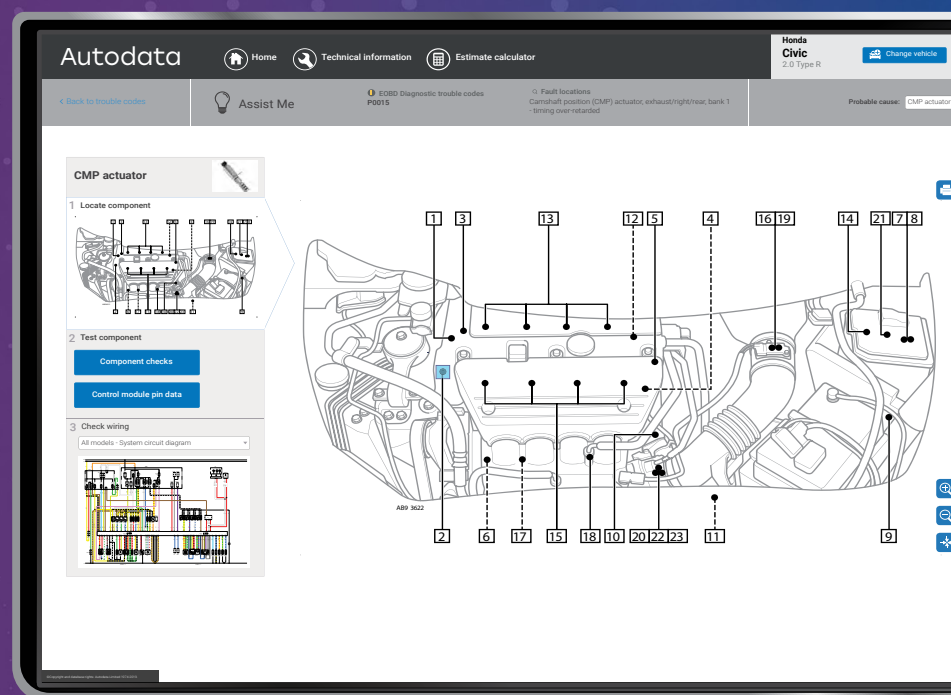 Autodata
Home
Technical information
Estimate calculator
Honda
Civic
2.0 Type R
Change vehicle
< Back to trouble codes
Assist Me
EOBD Diagnostic trouble codes
P0015
Fault locations
Camshaft position (CMP) actuator, exhaust/right/rear, bank 1
- timing over-retarded
Probable cause: CMP actuator
CMP actuator
1 Locate component
2 Test component
Component checks
Control module pin data
3 Check wiring
All models - System circuit diagram
1 3 13 12 5 4 16 19 14 21 7 8
AB9 3622
2 6 17 15 18 10 20 22 23 11 9